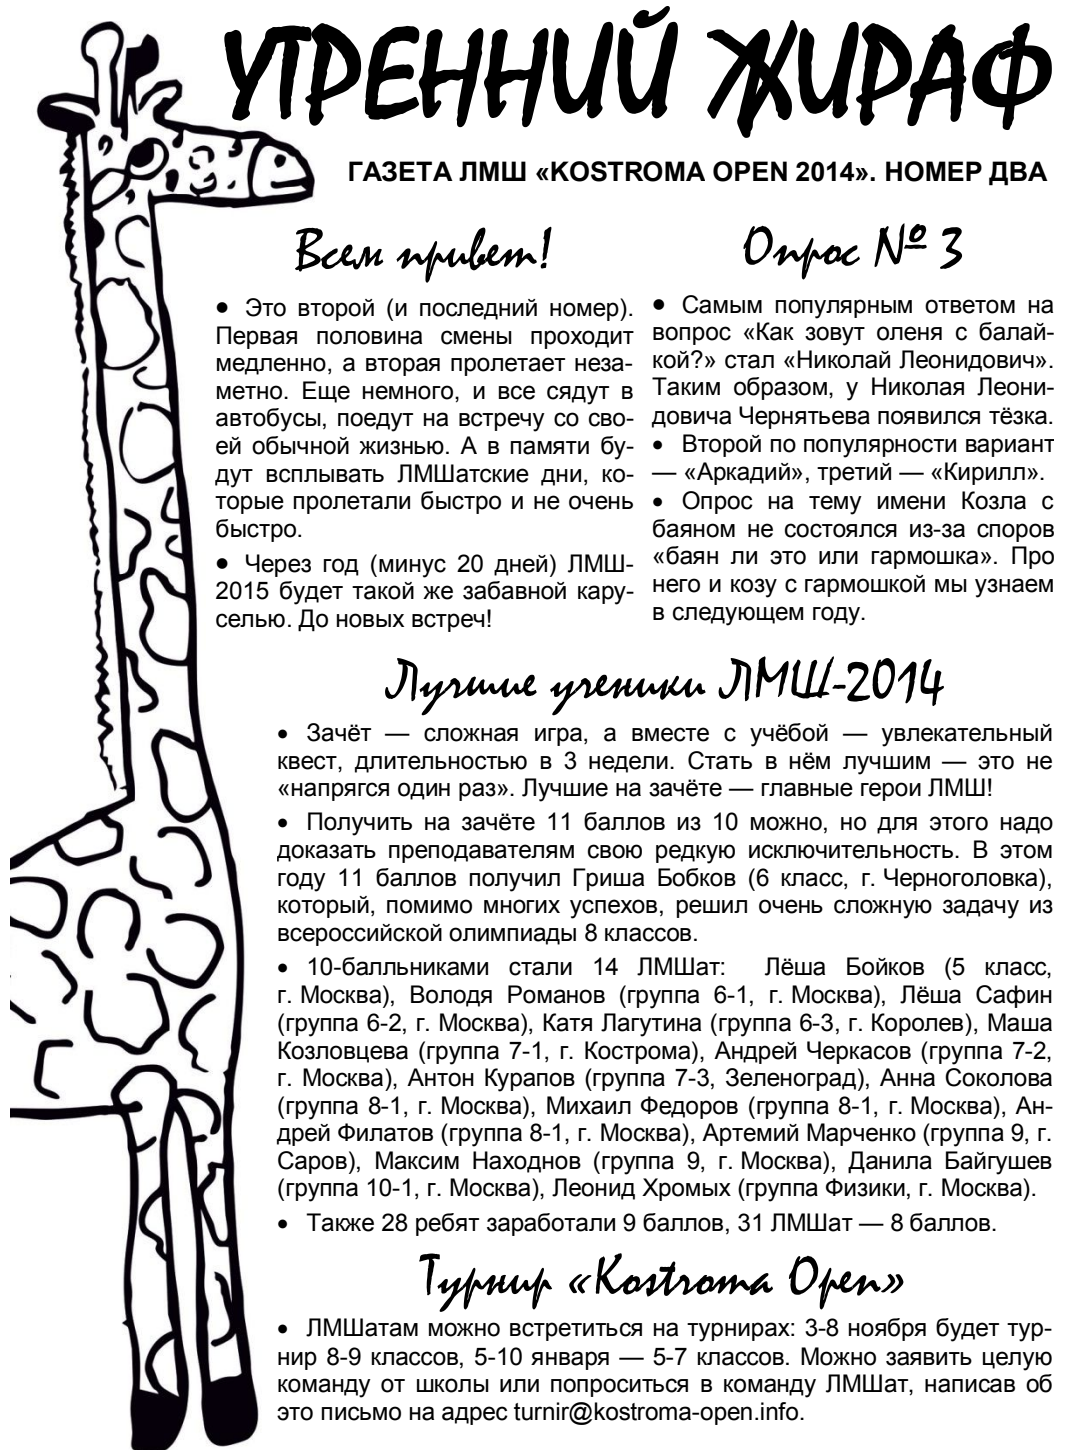 УТРЕННИЙ ЖИРАФ
ГАЗЕТА ЛМШ «KOSTROMA OPEN 2014». НОМЕР ДВА
Всем привет!
• Это второй (и последний номер).
Первая половина смены проходит
медленно, а вторая пролетает неза-
метно. Еще немного, и все сядут в
автобусы, поедут на встречу со сво-
ей обычной жизнью. А в памяти бу-
дут всплывать ЛМШатские дни, ко-
торые пролетали быстро и не очень
быстро.
• Через год (минус 20 дней) ЛМШ-
2015 будет такой же забавной кару-
селью. До новых встреч!
Опрос № 3
• Самым популярным ответом на
вопрос «Как зовут оленя с балай-
кой?» стал «Николай Леонидович».
Таким образом, у Николая Леони-
довича Чернятьева появился тёзка.
• Второй по популярности вариант
— «Аркадий», третий — «Кирилл».
• Опрос на тему имени Козла с
баяном не состоялся из-за споров
«баян ли это или гармошка». Про
него и козу с гармошкой мы узнаем
в следующем году.
Лучшие ученики ЛМШ-2014
• Зачёт — сложная игра, а вместе с учёбой — увлекательный
квест, длительностью в 3 недели. Стать в нём лучшим — это не
«напрягся один раз». Лучшие на зачёте — главные герои ЛМШ!
• Получить на зачёте 11 баллов из 10 можно, но для этого надо
доказать преподавателям свою редкую исключительность. В этом
году 11 баллов получил Гриша Бобков (6 класс, г. Черноголовка),
который, помимо многих успехов, решил очень сложную задачу из
всероссийской олимпиады 8 классов.
• 10-балльниками стали 14 ЛМШат: Лёша Бойков (5 класс,
г. Москва), Володя Романов (группа 6-1, г. Москва), Лёша Сафин
(группа 6-2, г. Москва), Катя Лагутина (группа 6-3, г. Королев), Маша
Козловцева (группа 7-1, г. Кострома), Андрей Черкасов (группа 7-2,
г. Москва), Антон Курапов (группа 7-3, Зеленоград), Анна Соколова
(группа 8-1, г. Москва), Михаил Федоров (группа 8-1, г. Москва), Ан-
дрей Филатов (группа 8-1, г. Москва), Артемий Марченко (группа 9, г.
Саров), Максим Находнов (группа 9, г. Москва), Данила Байгушев
(группа 10-1, г. Москва), Леонид Хромых (группа Физики, г. Москва).
• Также 28 ребят заработали 9 баллов, 31 ЛМШат — 8 баллов.
Турнир «Kostroma Open»
• ЛМШатам можно встретиться на турнирах: 3-8 ноября будет тур-
нир 8-9 классов, 5-10 января — 5-7 классов. Можно заявить целую
команду от школы или попроситься в команду ЛМШат, написав об
это письмо на адрес turnir@kostroma-open.info.